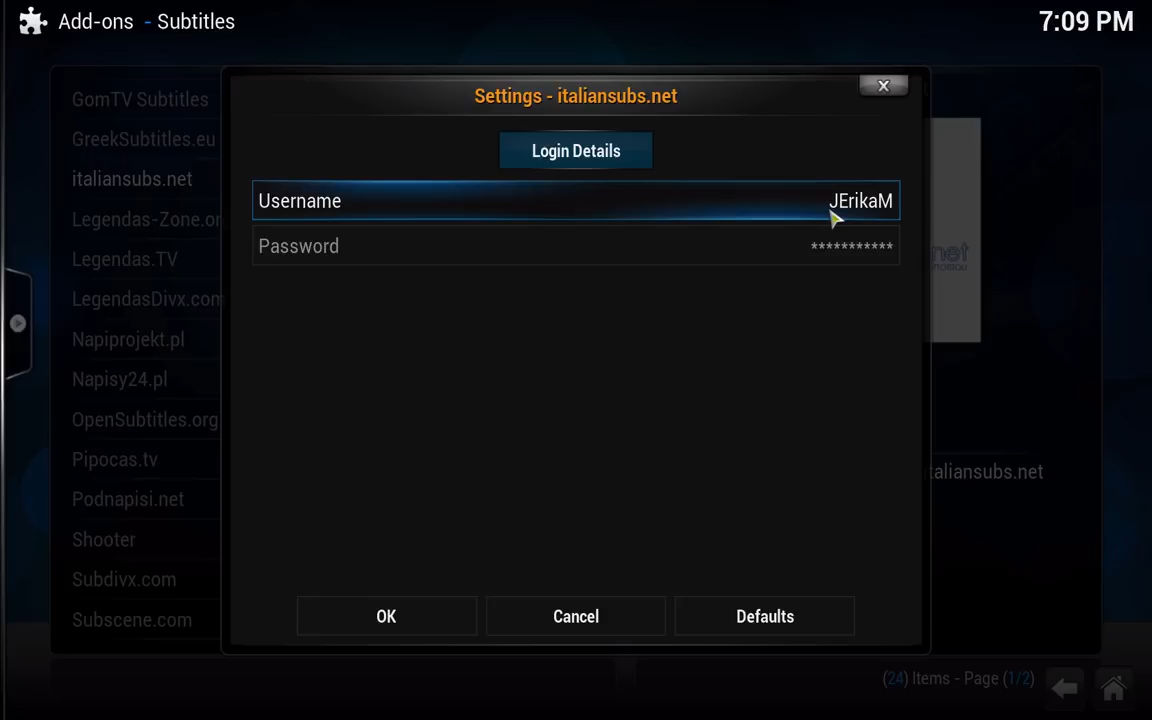 Add-ons - Subtitles
7:09 PM
GomTV Subtitles
GreekSubtitles.eu
italiansubs.net
Legendas-Zone.or
Legendas.TV
LegendasDivx.com
Napiprojekt.pl
Napisy24.pl
OpenSubtitles.org
Pipocas.tv
Podnapisi.net
Shooter
Subdivx.com
Subscene.com
Settings - italiansubs.net
x
Login Details
Username JErikaM
Password ***********
OK Cancel Defaults
net
taliansubs.net
(24) Items - Page (1/2)